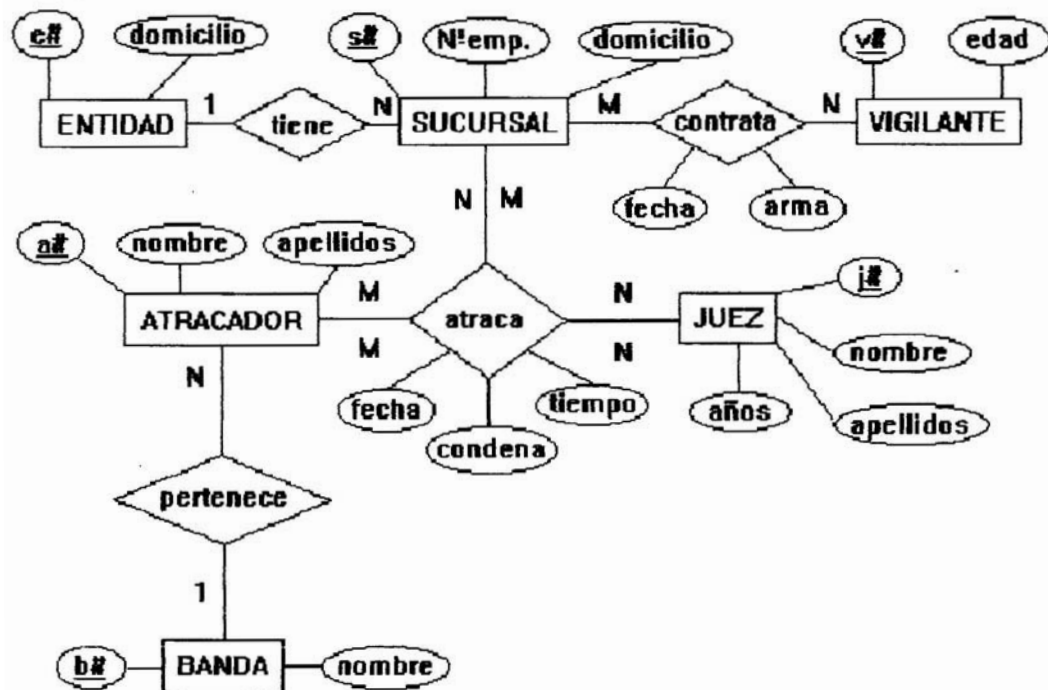 e#
domicilio
s#
Nºemp.
domicilio
v#
edad
ENTIDAD
1
tiene
N
SUCURSAL
M
contrata
N
VIGILANTE
fecha
arma
N M
a#
nombre
apellidos
j#
ATRACADOR
M
M
atraca
N
N
JUEZ
nombre
N
fecha
tiempo
años
apellidos
condena
pertenece
1
b#
BANDA
nombre